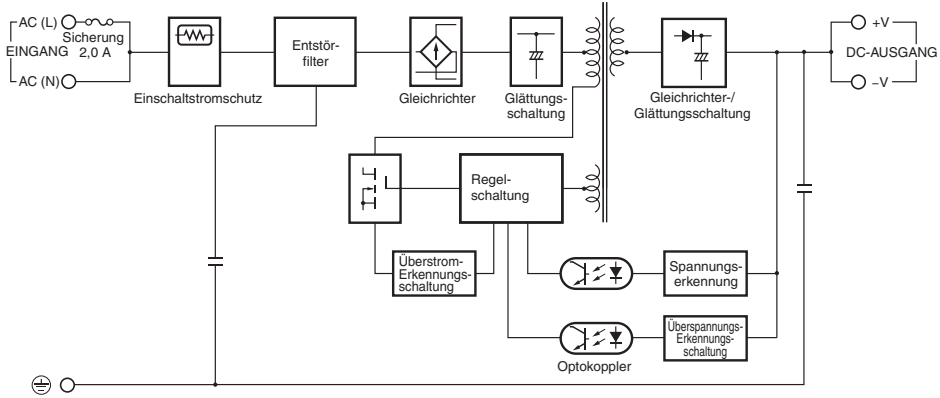 AC (L)
Sicherung
2,0 A
EINGANG
AC (N)
Einschaltstromschutz
Entstör-
filter
Gleichrichter
Glättungs-
schaltung
Gleichrichter-/
Glättungsschaltung
+V
DC-AUSGANG
–V
Regel-
schaltung
Überstrom-
Erkennungs-
schaltung
Spannungs-
erkennung
Überspannungs-
Erkennungs-
schaltung
Optokoppler